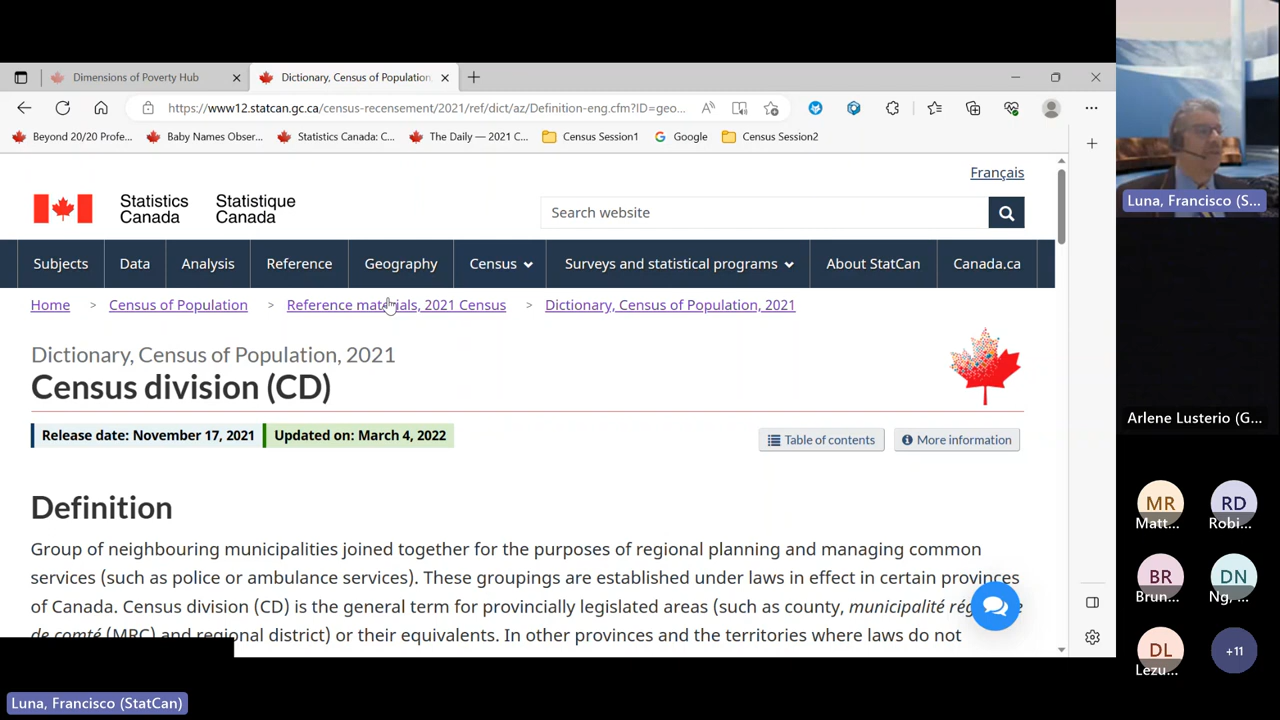 Dimensions of Poverty Hub
Dictionary, Census of Population,
https://www12.statcan.gc.ca/census-recensement/2021/ref/dict/az/Definition-eng.cfm?ID=geo...
Beyond 20/20 Profe...
Baby Names Obser...
Statistics Canada: C...
The Daily — 2021 C...
Census Session1
Google
Census Session2
Français
Statistics Canada
Statistique Canada
Search website
Subjects
Data
Analysis
Reference
Geography
Census
Surveys and statistical programs
About StatCan
Canada.ca
Home > Census of Population > Reference materials, 2021 Census > Dictionary, Census of Population, 2021
Dictionary, Census of Population, 2021
Census division (CD)
Release date: November 17, 2021
Updated on: March 4, 2022
Table of contents
More information
Definition
Group of neighbouring municipalities joined together for the purposes of regional planning and managing common
services (such as police or ambulance services). These groupings are established under laws in effect in certain provinces
of Canada. Census division (CD) is the general term for provincially legislated areas (such as county, municipalité
de comté (MRC) and regional district) or their equivalents. In other provinces and the territories where laws do not
Luna, Francisco (StatCan)
Luna, Francisco (S...
Arlene Lusterio (G...
MR
Matt...
RD
Robi...
BR
Brun...
DN
Ng, ...
DL
Lezu...
+11